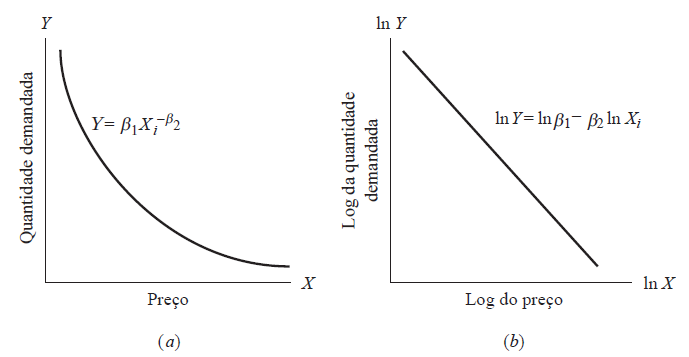 Y
Quantidade demandada
Y = β₁Xᵢ^−β₂
X
Preço
(a)
ln Y
Log da quantidade
demandada
ln Y = ln β₁ − β₂ ln Xᵢ
ln X
Log do preço
(b)